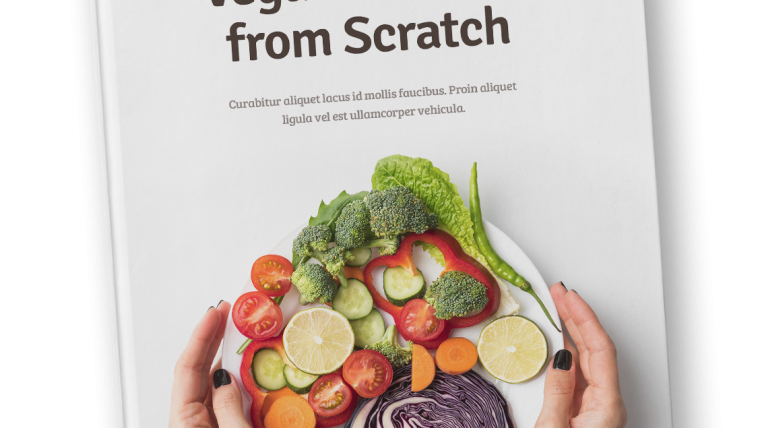 from Scratch
Curabitur aliquet lacus id mollis faucibus. Proin aliquet
ligula vel est ullamcorper vehicula.